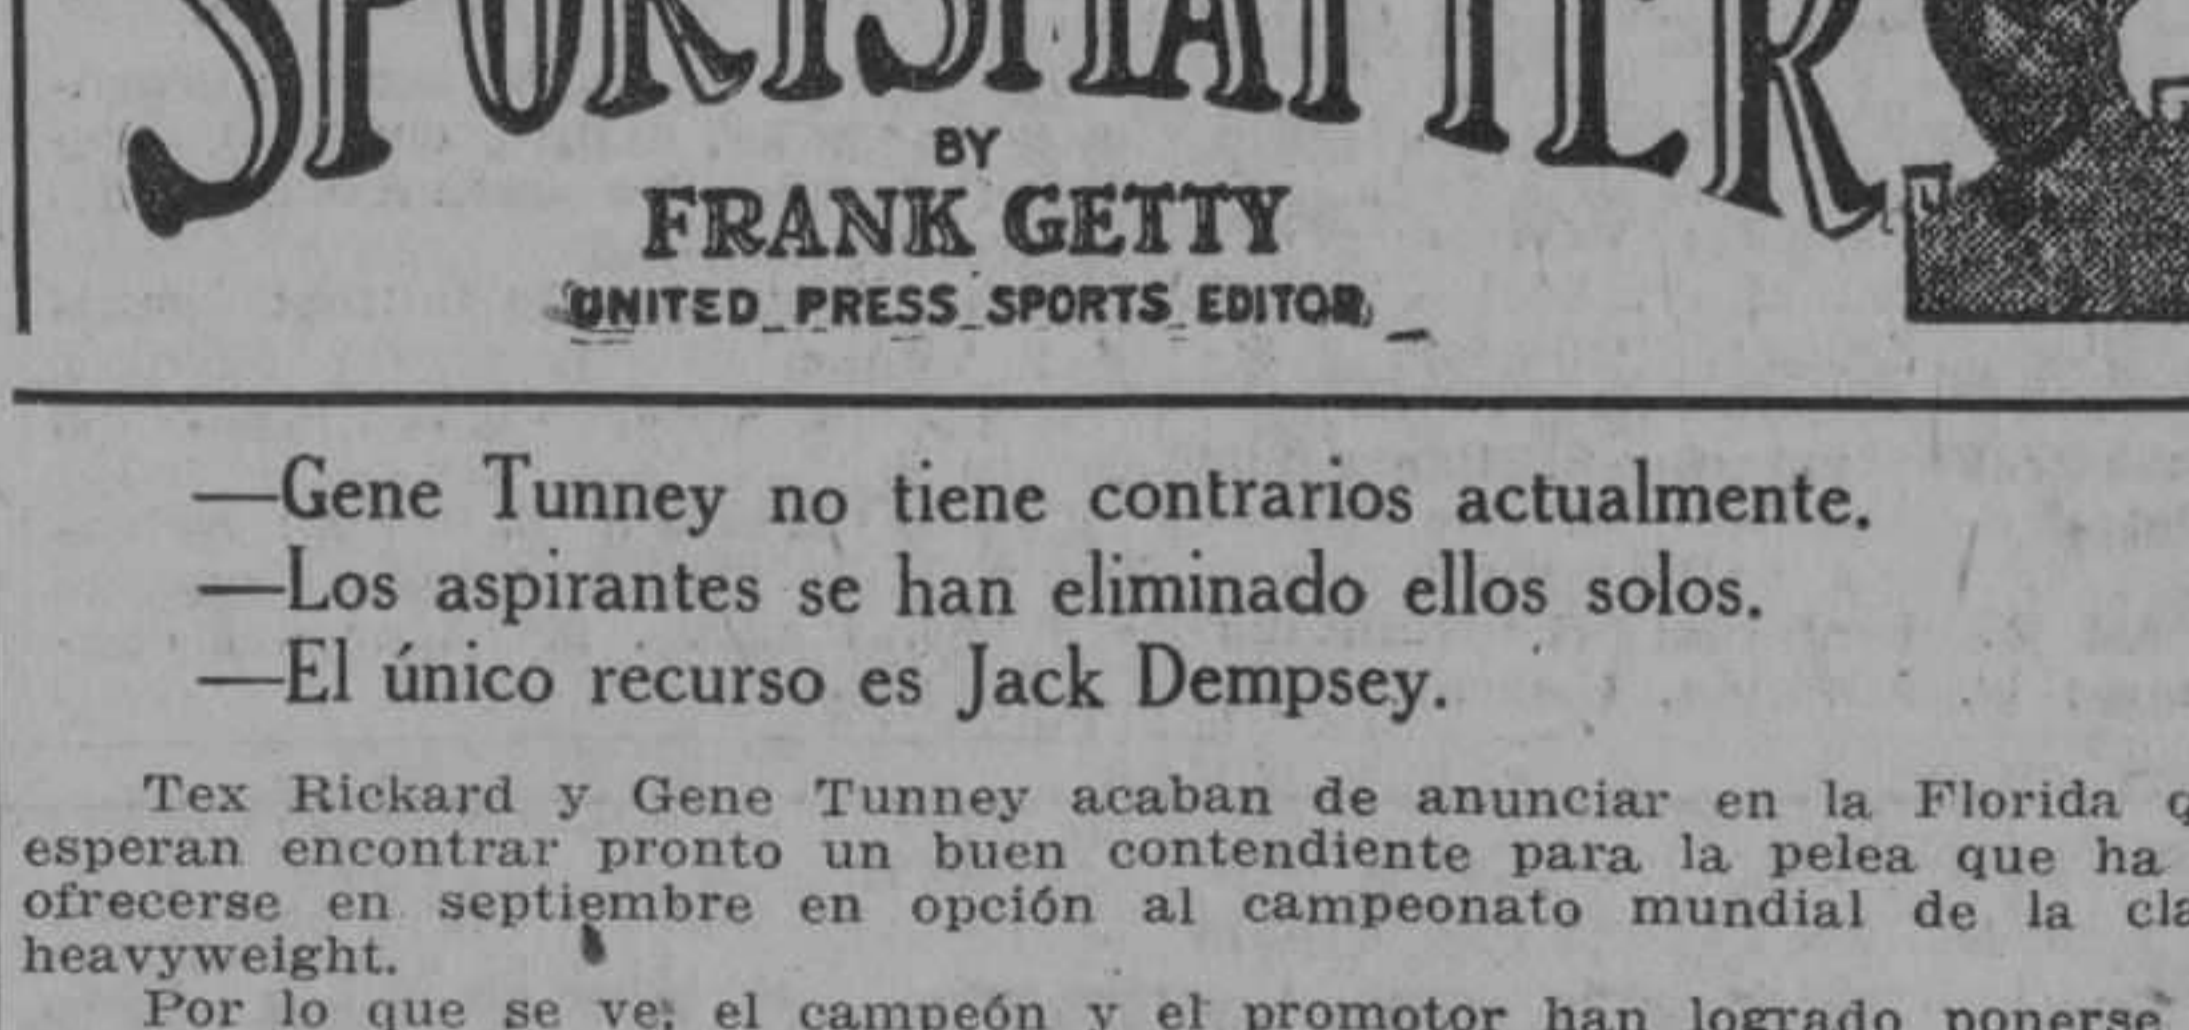 SPORTSMATTER
BY
FRANK GETTY
UNITED PRESS SPORTS EDITOR
—Gene Tunney no tiene contrarios actualmente.
—Los aspirantes se han eliminado ellos solos.
—El único recurso es Jack Dempsey.
Tex Rickard y Gene Tunney acaban de anunciar en la Florida q
esperan encontrar pronto un buen contendiente para la pelea que ha
ofrecerse en septiembre en opción al campeonato mundial de la cla
heavyweight.
Por lo que se ve; el campeón y el promotor han logrado ponerse